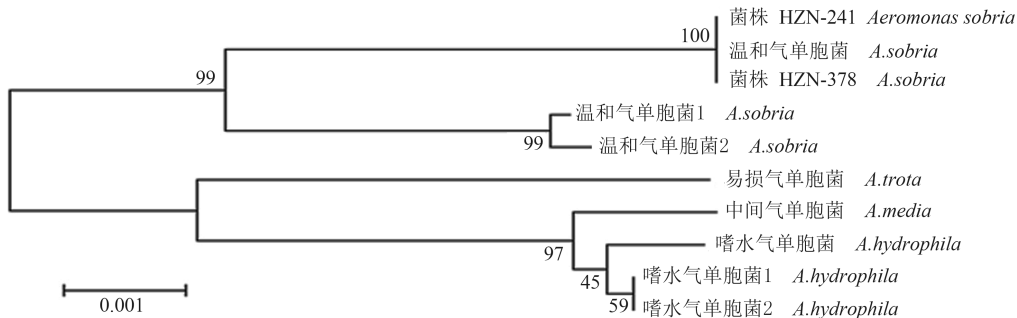 菌株 HZN-241 Aeromonas sobria
100
温和气单胞菌 A.sobria
菌株 HZN-378 A.sobria
99
温和气单胞菌1 A.sobria
99
温和气单胞菌2 A.sobria
易损气单胞菌 A.trota
中间气单胞菌 A.media
97
嗜水气单胞菌 A.hydrophila
45
嗜水气单胞菌1 A.hydrophila
59
嗜水气单胞菌2 A.hydrophila
0.001